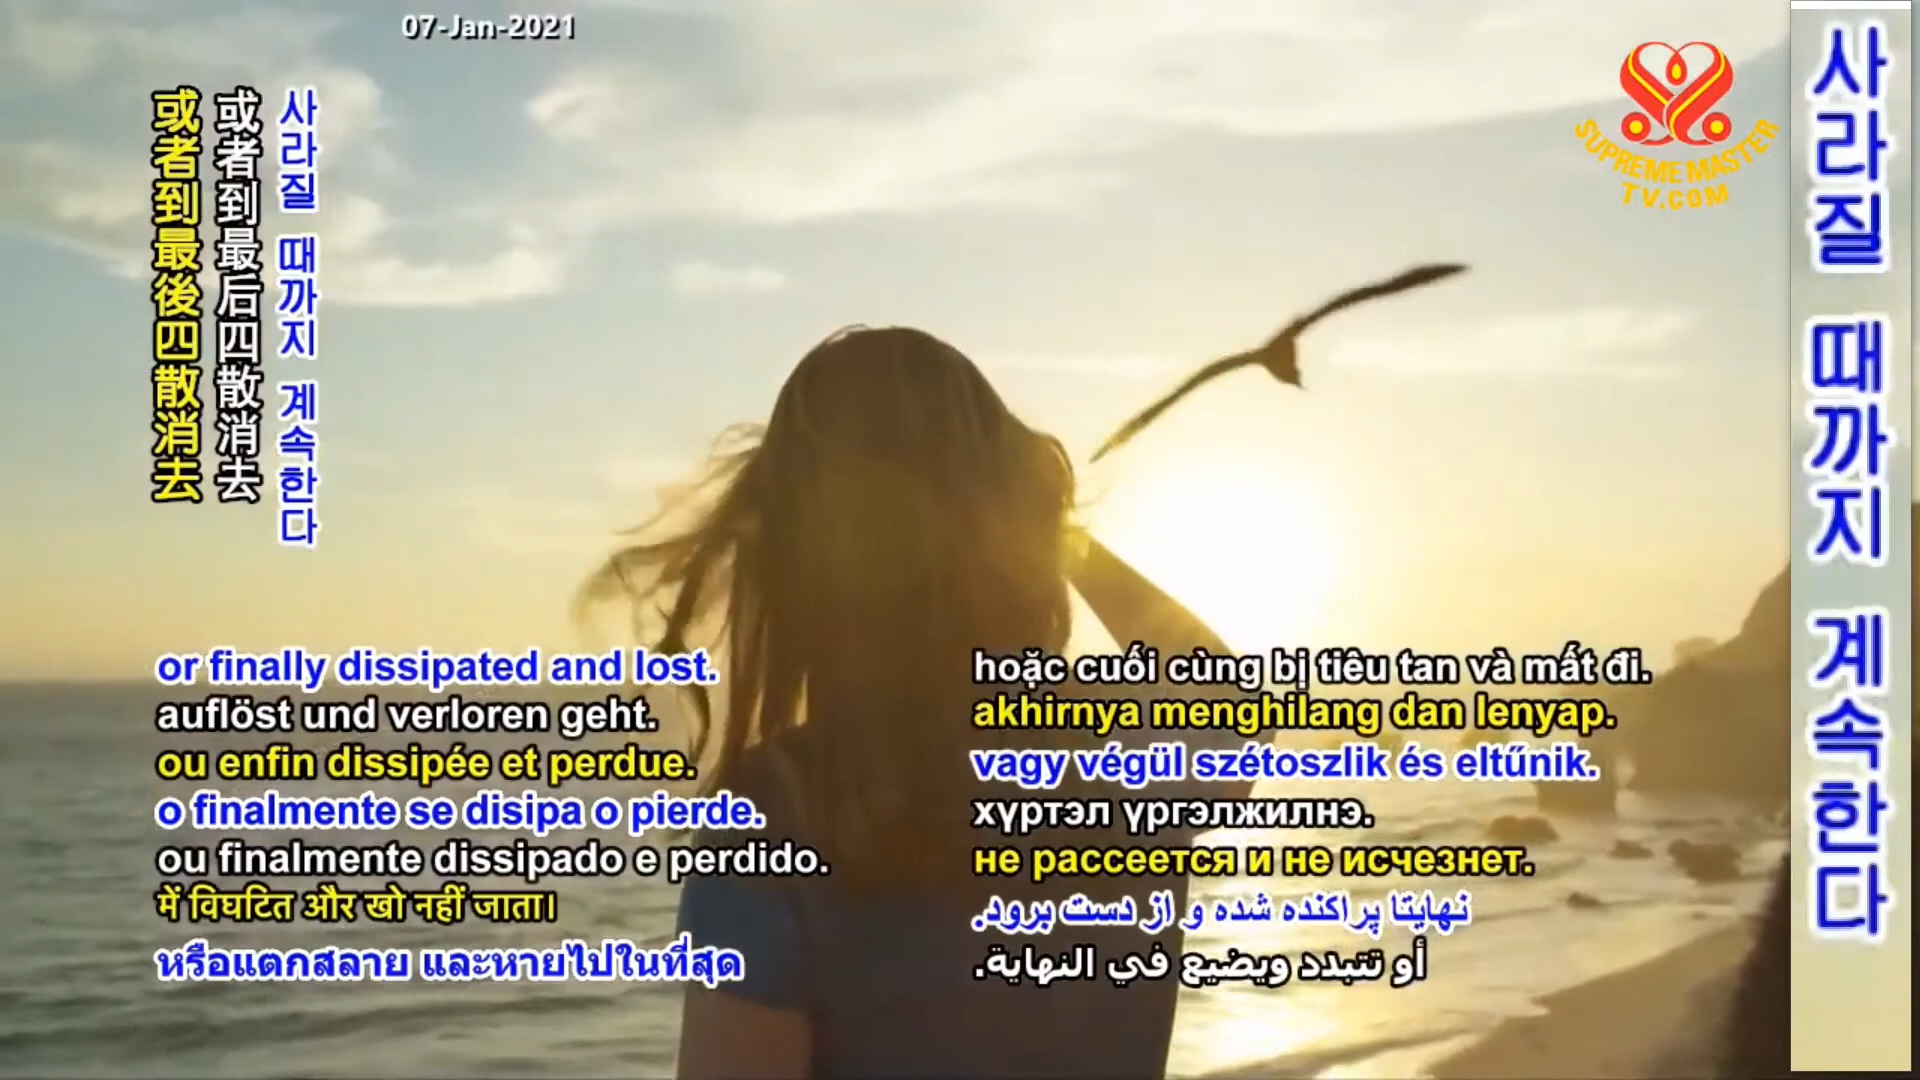 07-Jan-2021
SUPREME MASTER
TV.COM
사라질 때까지 계속한다
사라질 때까지 계속한다
或者到最后四散消去
或者到最後四散消去
or finally dissipated and lost.
auflöst und verloren geht.
ou enfin dissipée et perdue.
o finalmente se disipa o pierde.
ou finalmente dissipado e perdido.
में विघटित और खो नहीं जाता।
หรือแตกสลาย และหายไปในที่สุด
hoặc cuối cùng bị tiêu tan và mất đi.
akhirnya menghilang dan lenyap.
vagy végül szétoszlik és eltűnik.
хүртэл үргэлжилнэ.
не рассеется и не исчезнет.
نهایتا پراکنده شده و از دست برود.
أو تتبدد ويضيع في النهاية.